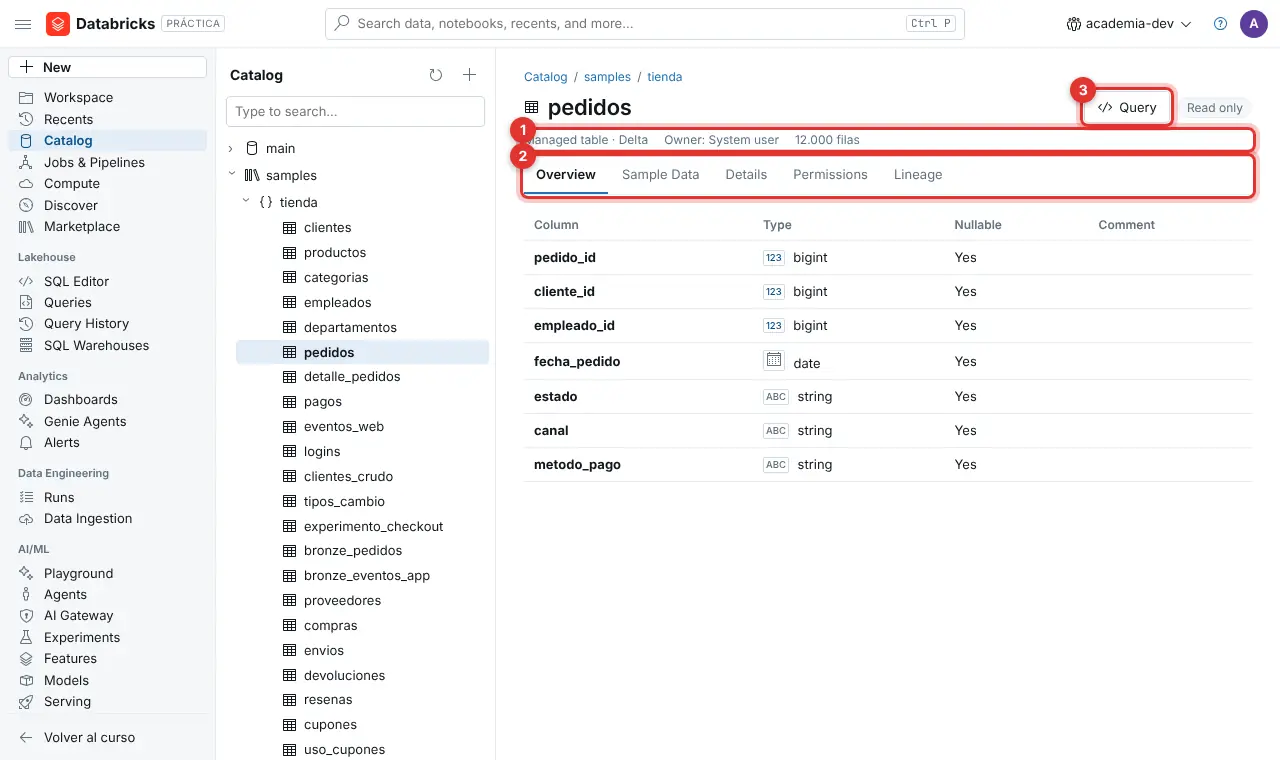 Databricks PRÁCTICA
Search data, notebooks, recents, and more... Ctrl P
academia-dev
A
New
Workspace
Recents
Catalog
Jobs & Pipelines
Compute
Discover
Marketplace
Lakehouse
SQL Editor
Queries
Query History
SQL Warehouses
Analytics
Dashboards
Genie Agents
Alerts
Data Engineering
Runs
Data Ingestion
AI/ML
Playground
Agents
AI Gateway
Experiments
Features
Models
Serving
Volver al curso
Catalog
Type to search...
main
samples
tienda
clientes
productos
categorias
empleados
departamentos
pedidos
detalle_pedidos
pagos
eventos_web
logins
clientes_crudo
tipos_cambio
experimento_checkout
bronze_pedidos
bronze_eventos_app
proveedores
compras
envios
devoluciones
resenas
cupones
uso_cupones
Catalog / samples / tienda
pedidos
3
Query
Read only
1
anaged table · Delta Owner: System user 12.000 filas
2
Overview Sample Data Details Permissions Lineage
Column Type Nullable Comment
pedido_id 123 bigint Yes
cliente_id 123 bigint Yes
empleado_id 123 bigint Yes
fecha_pedido date Yes
estado ABC string Yes
canal ABC string Yes
metodo_pago ABC string Yes